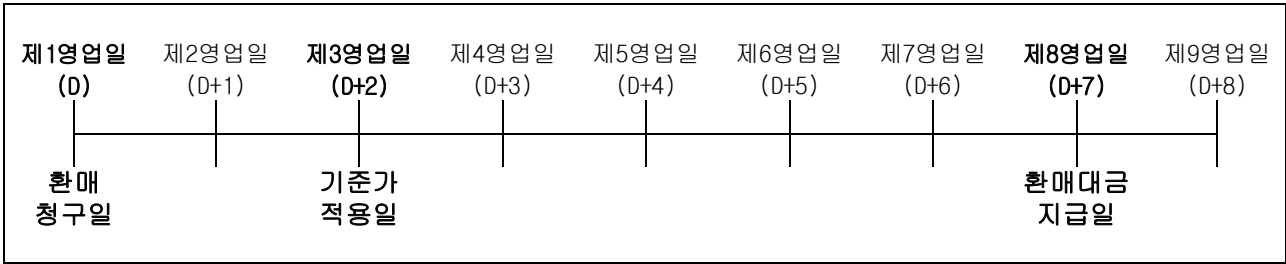 제1영업일 제2영업일 제3영업일 제4영업일 제5영업일 제6영업일 제7영업일 제8영업일 제9영업일
(D) (D+1) (D+2) (D+3) (D+4) (D+5) (D+6) (D+7) (D+8)
환매 기준가 환매대금
청구일 적용일 지급일